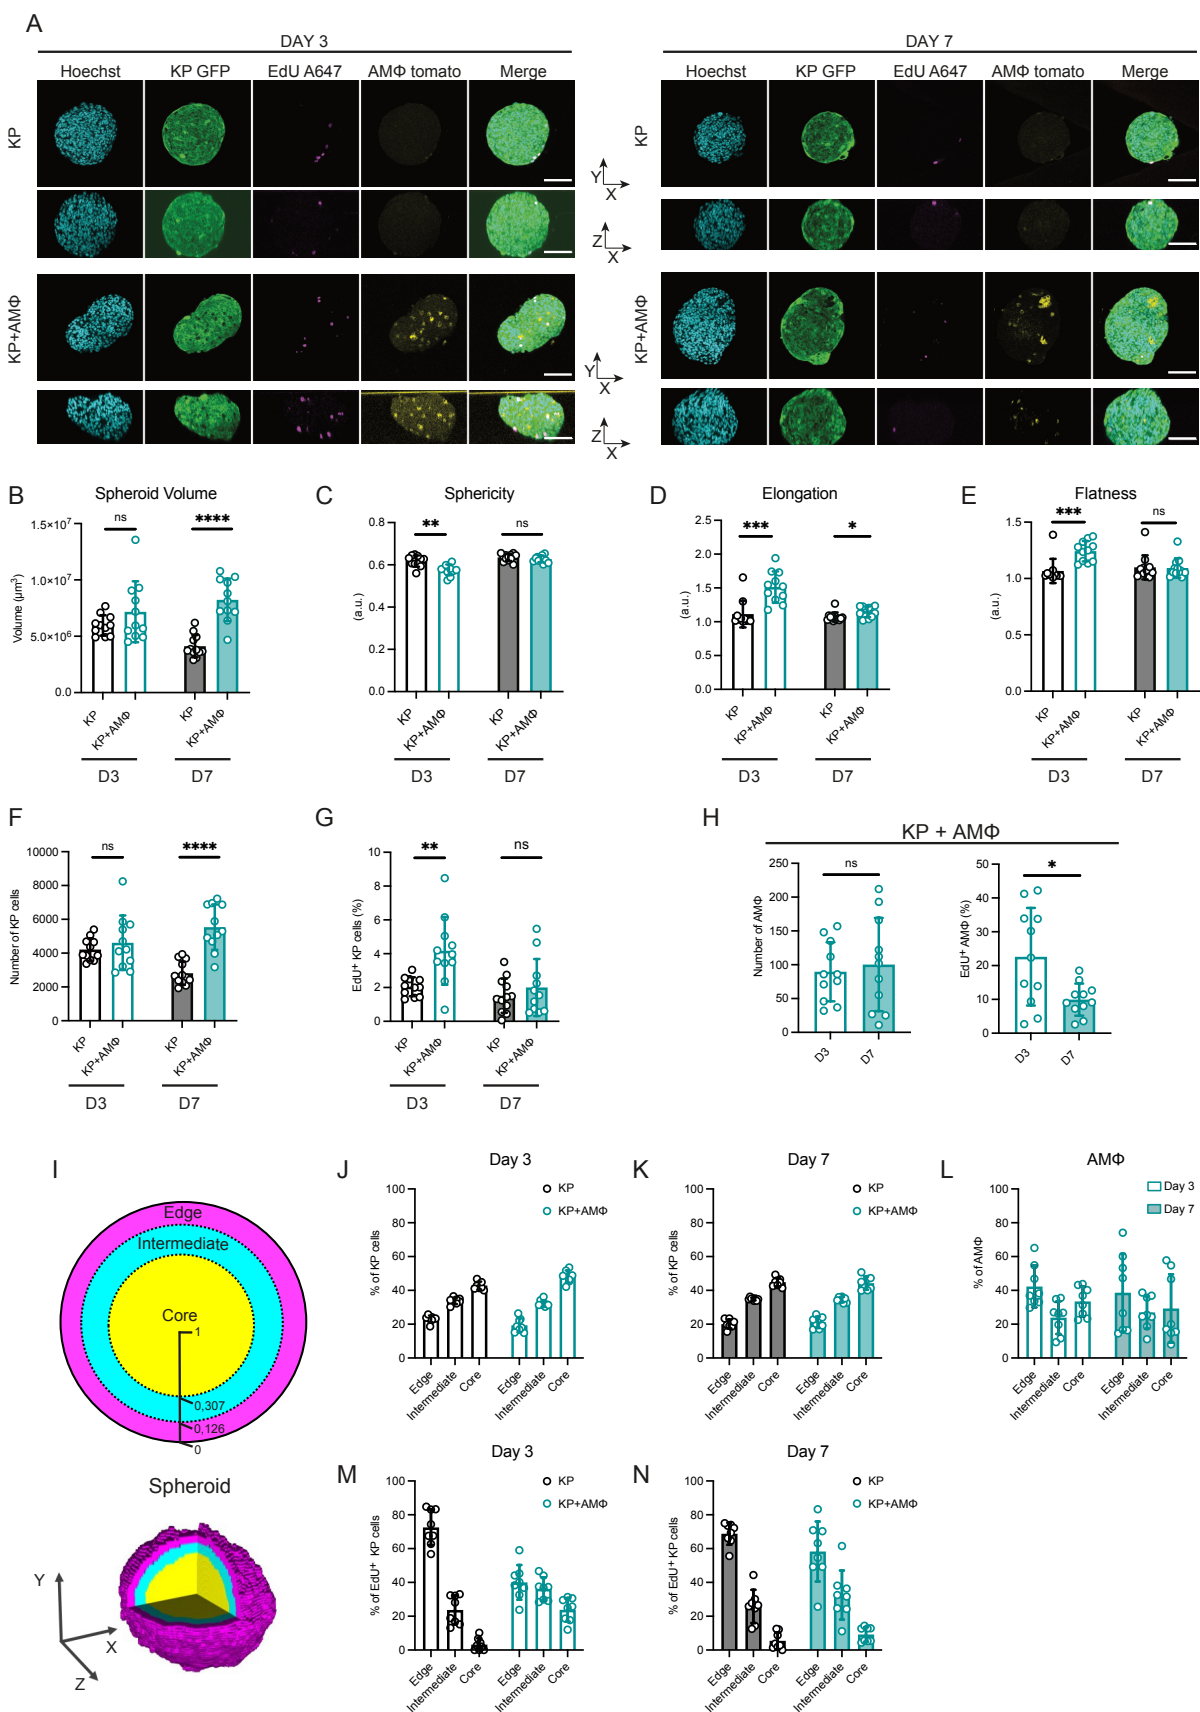 A
DAY 3
DAY 7
Hoechst KP GFP EdU A647 AMΦ tomato Merge
Hoechst KP GFP EdU A647 AMΦ tomato Merge
KP
KP
Y
X
Z
X
KP+AMΦ
KP+AMΦ
Y
X
Z
X
B
Spheroid Volume
Volume (µm³)
1.5×10⁷
1.0×10⁷
5.0×10⁶
0.0
ns
****
KP
KP+AMΦ
KP
KP+AMΦ
D3
D7
C
Sphericity
(a.u.)
0.8
0.6
0.4
0.2
0.0
**
ns
KP
KP+AMΦ
KP
KP+AMΦ
D3
D7
D
Elongation
(a.u.)
2.5
2.0
1.5
1.0
0.5
0.0
***
*
KP
KP+AMΦ
KP
KP+AMΦ
D3
D7
E
Flatness
(a.u.)
1.5
1.0
0.5
0.0
***
ns
KP
KP+AMΦ
KP
KP+AMΦ
D3
D7
F
Number of KP cells
10000
8000
6000
4000
2000
0
ns
****
KP
KP+AMΦ
KP
KP+AMΦ
D3
D7
G
EdU⁺ KP cells (%)
10
8
6
4
2
0
**
ns
KP
KP+AMΦ
KP
KP+AMΦ
D3
D7
H
KP + AMΦ
Number of AMΦ
250
200
150
100
50
0
ns
D3
D7
EdU⁺ AMΦ (%)
50
40
30
20
10
0
*
D3
D7
I
Edge
Intermediate
Core
1
0,307
0,126
0
Spheroid
Y
X
Z
J
Day 3
% of KP cells
100
80
60
40
20
0
KP
KP+AMΦ
Edge
Intermediate
Core
Edge
Intermediate
Core
K
Day 7
% of KP cells
100
80
60
40
20
0
KP
KP+AMΦ
Edge
Intermediate
Core
Edge
Intermediate
Core
L
AMΦ
% of AMΦ
100
80
60
40
20
0
Day 3
Day 7
Edge
Intermediate
Core
Edge
Intermediate
Core
M
Day 3
% of EdU⁺ KP cells
100
80
60
40
20
0
KP
KP+AMΦ
Edge
Intermediate
Core
Edge
Intermediate
Core
N
Day 7
% of EdU⁺ KP cells
100
80
60
40
20
0
KP
KP+AMΦ
Edge
Intermediate
Core
Edge
Intermediate
Core